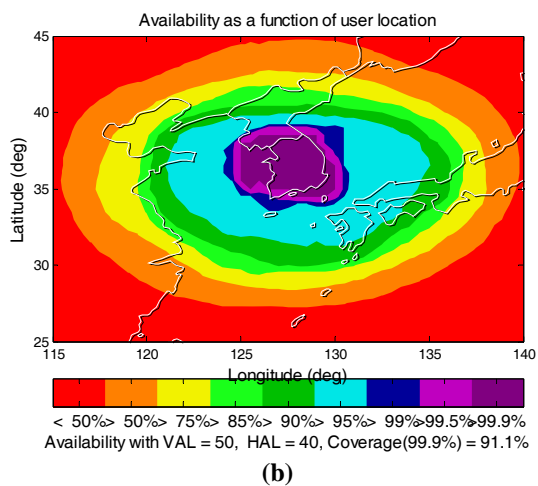 Availability as a function of user location
45
40
35
30
25
Latitude (deg)
115 120 125 130 135 140
Longitude (deg)
< 50% > 50% > 75% > 85% > 90% > 95% > 99% >99.5% >99.9%
Availability with VAL = 50, HAL = 40, Coverage(99.9%) = 91.1%
(b)